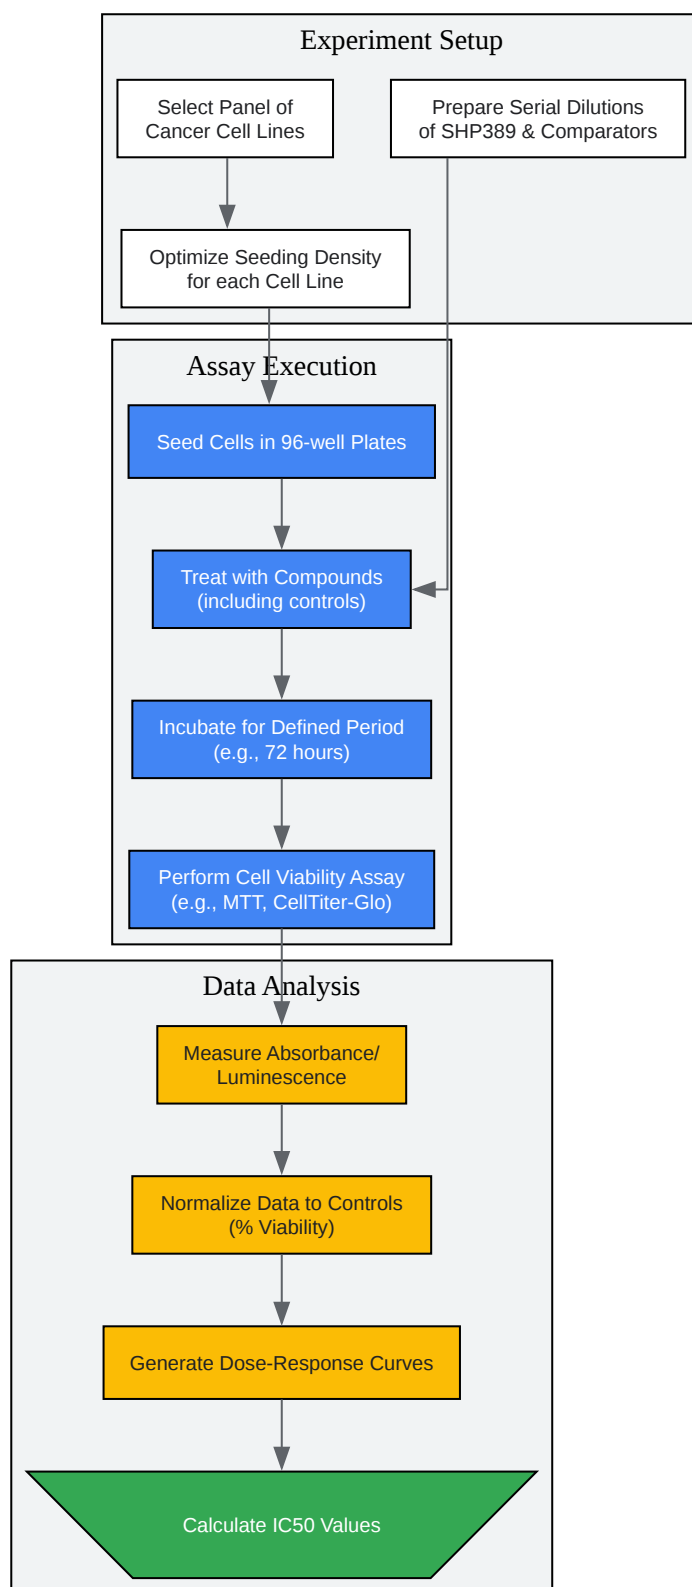 Experiment Setup
Select Panel of
Cancer Cell Lines
Prepare Serial Dilutions
of SHP389 & Comparators
Optimize Seeding Density
for each Cell Line
Assay Execution
Seed Cells in 96-well Plates
Treat with Compounds
(including controls)
Incubate for Defined Period
(e.g., 72 hours)
Perform Cell Viability Assay
(e.g., MTT, CellTiter-Glo)
Data Analysis
Measure Absorbance/
Luminescence
Normalize Data to Controls
(% Viability)
Generate Dose-Response Curves
Calculate IC50 Values